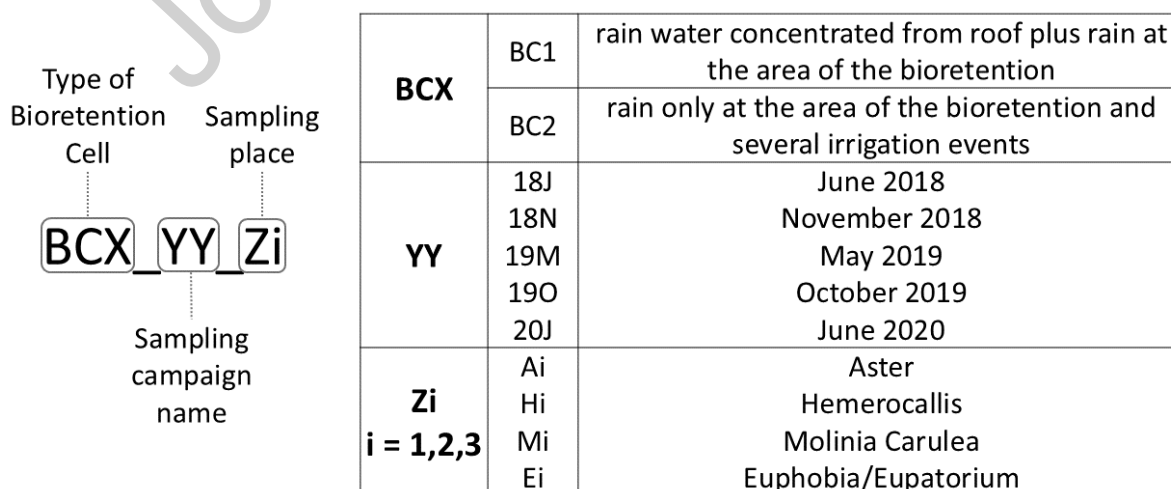 Jo
Type of
Bioretention
Cell
Sampling
place
BCX_YY_Zi
Sampling
campaign
name
BCX
BC1
rain water concentrated from roof plus rain at
the area of the bioretention
BC2
rain only at the area of the bioretention and
several irrigation events
YY
18J June 2018
18N November 2018
19M May 2019
19O October 2019
20J June 2020
Zi
i = 1,2,3
Ai Aster
Hi Hemerocallis
Mi Molinia Carulea
Ei Euphobia/Eupatorium